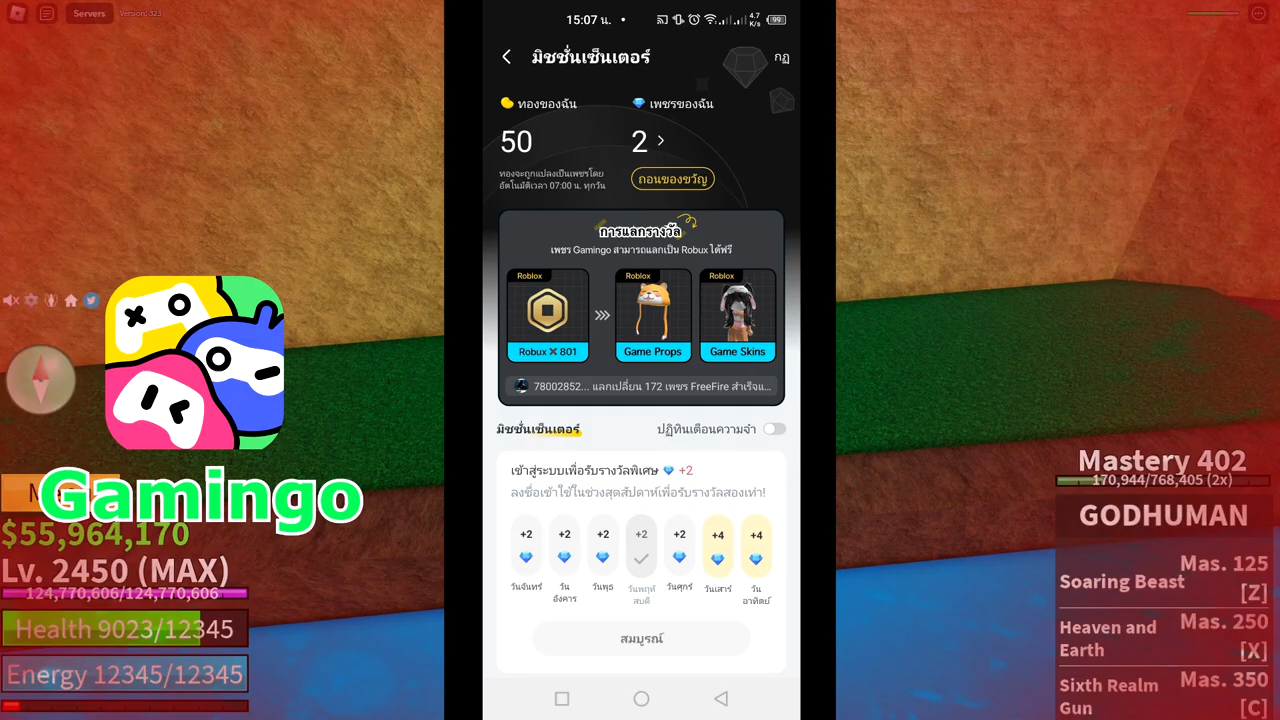 Servers
Version: 323
15:07 น.
4.7
K/s
99
มิชชั่นเซ็นเตอร์
กฎ
ทองของฉัน
เพชรของฉัน
50
2
ทองจะถูกแปลงเป็นเพชรโดย
อัตโนมัติเวลา 07:00 น. ทุกวัน
ถอนของขวัญ
การแลกรางวัล
เพชร Gamingo สามารถแลกเป็น Robux ได้ฟรี
Roblox
Roblox
Roblox
Robux × 801
Game Props
Game Skins
78002852... แลกเปลี่ยน 172 เพชร FreeFire สำเร็จแ...
มิชชั่นเซ็นเตอร์
ปฏิทินเตือนความจำ
เข้าสู่ระบบเพื่อรับรางวัลพิเศษ +2
ลงชื่อเข้าใช้ในช่วงสุดสัปดาห์เพื่อรับรางวัลสองเท่า!
+2 +2 +2 +2 +2 +4 +4
วันจันทร์ วันอังคาร วันพุธ วันพฤหัสบดี วันศุกร์ วันเสาร์ วันอาทิตย์
สมบูรณ์
Gamingo
$55,964,170
Lv. 2450 (MAX)
124,770,606/124,770,606
Health 9023/12345
Energy 12345/12345
Mastery 402
170,944/768,405 (2x)
GODHUMAN
Mas. 125
Soaring Beast
[Z]
Mas. 250
Heaven and
Earth
[X]
Mas. 350
Sixth Realm
Gun
[C]